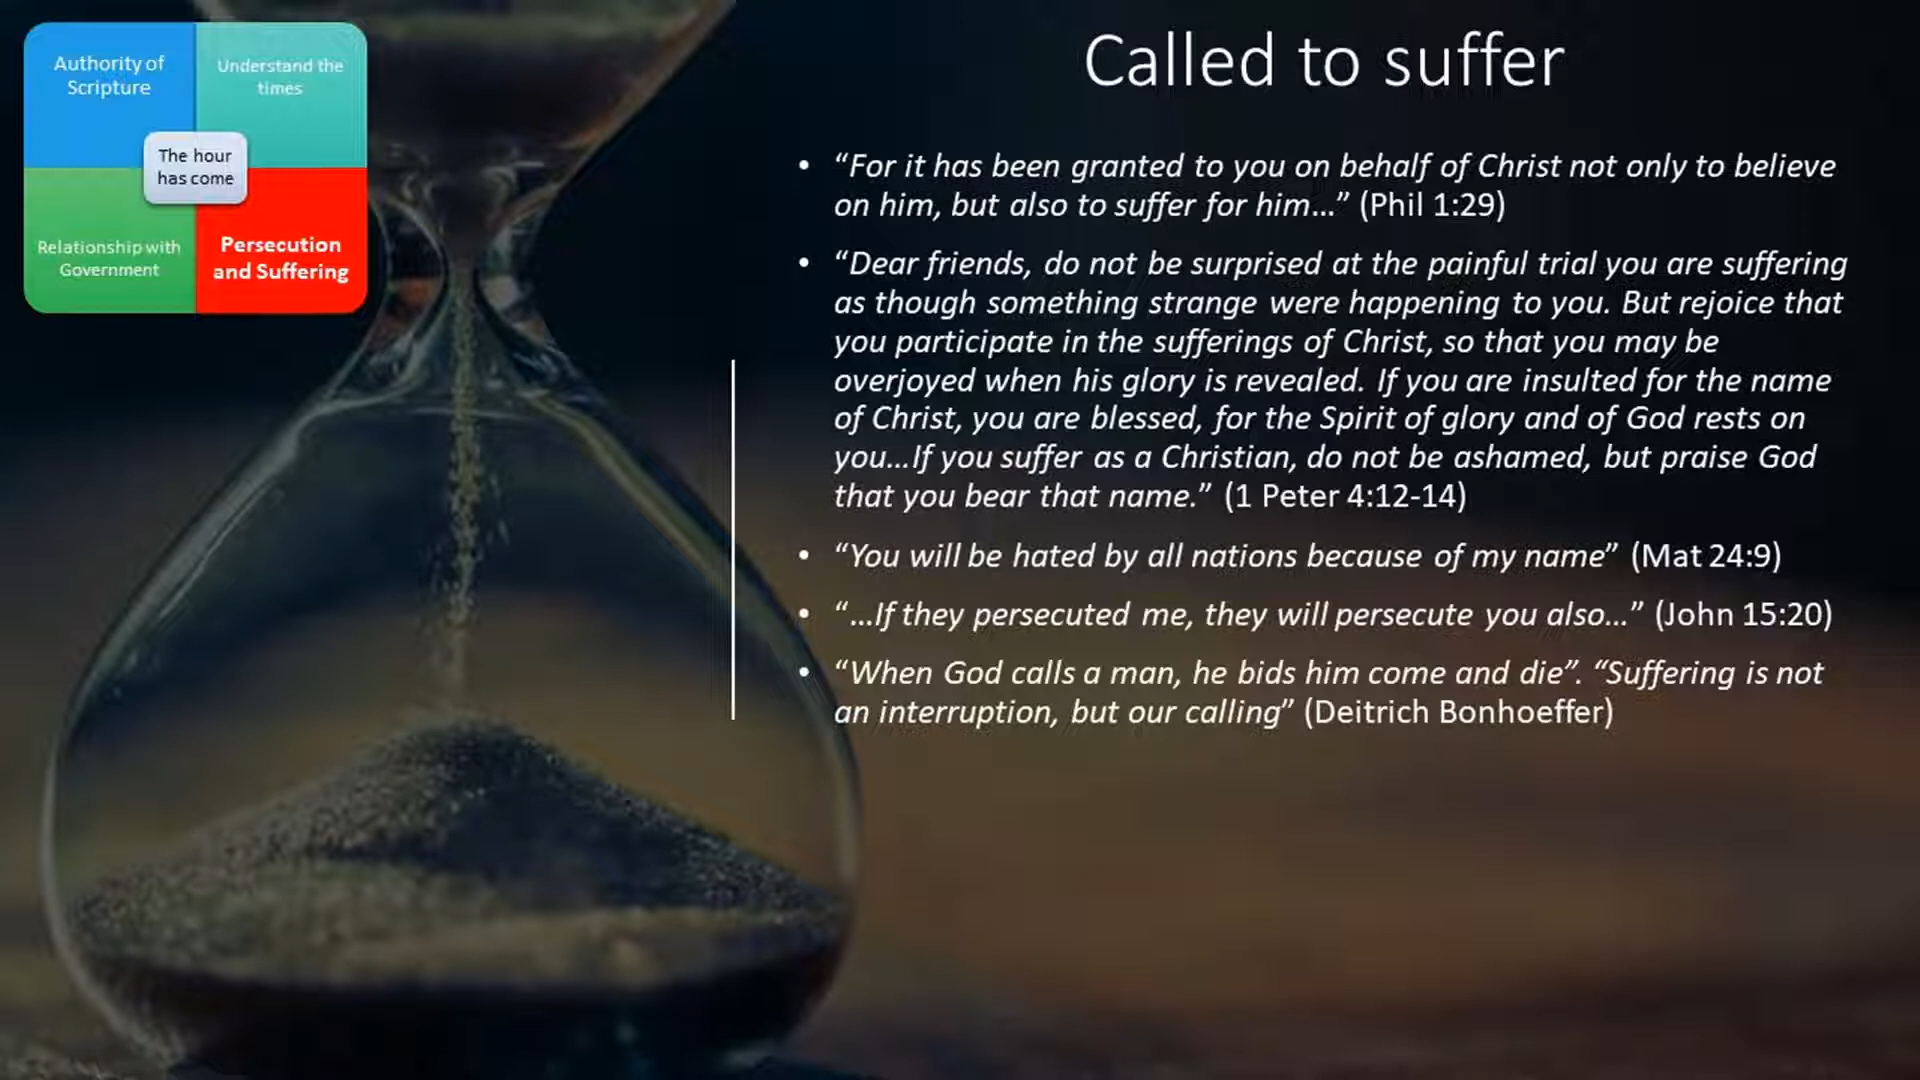 Authority of
Scripture
Understand the
times
The hour
has come
Relationship with
Government
Persecution
and Suffering
Called to suffer
• “For it has been granted to you on behalf of Christ not only to believe
on him, but also to suffer for him…” (Phil 1:29)
• “Dear friends, do not be surprised at the painful trial you are suffering
as though something strange were happening to you. But rejoice that
you participate in the sufferings of Christ, so that you may be
overjoyed when his glory is revealed. If you are insulted for the name
of Christ, you are blessed, for the Spirit of glory and of God rests on
you…If you suffer as a Christian, do not be ashamed, but praise God
that you bear that name.” (1 Peter 4:12-14)
• “You will be hated by all nations because of my name” (Mat 24:9)
• “…If they persecuted me, they will persecute you also…” (John 15:20)
• “When God calls a man, he bids him come and die”. “Suffering is not
an interruption, but our calling” (Deitrich Bonhoeffer)